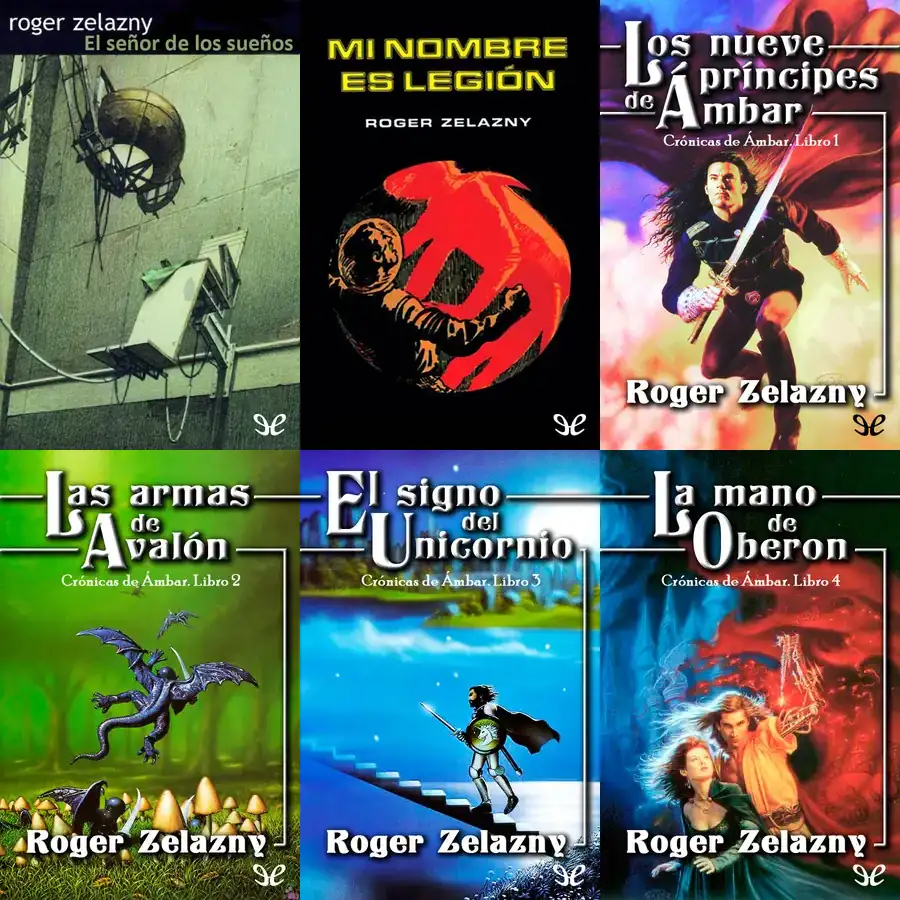 roger zelazny
El señor de los sueños
MI NOMBRE
ES LEGIÓN
ROGER ZELAZNY
Los nueve
príncipes
de Ámbar
Crónicas de Ámbar. Libro 1
Roger Zelazny
Las armas
de
Avalón
Crónicas de Ámbar. Libro 2
Roger Zelazny
El signo
del
Unicornio
Crónicas de Ámbar. Libro 3
Roger Zelazny
La mano
de
Oberon
Crónicas de Ámbar. Libro 4
Roger Zelazny